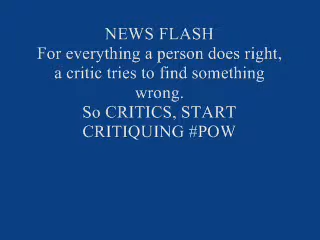 NEWS FLASH
For everything a person does right,
a critic tries to find something
wrong.
So CRITICS, START
CRITIQUING #POW